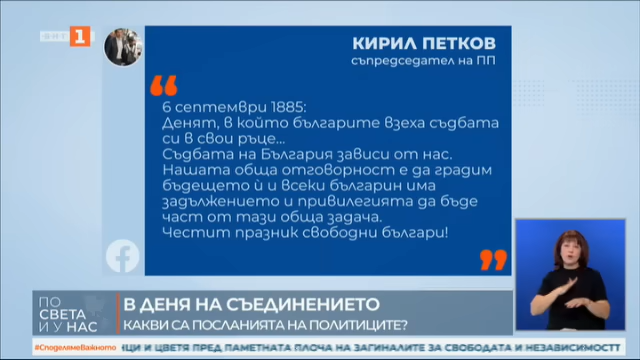 БНТ 1
КИРИЛ ПЕТКОВ
съпредседател на ПП
6 септември 1885:
Денят, в който българите взеха съдбата
си в свои ръце...
Съдбата на България зависи от нас.
Нашата обща отговорност е да градим
бъдещето ѝ и всеки българин има
задължението и привилегията да бъде
част от тази обща задача.
Честит празник свободни българи!
ПО
СВЕТА
И У НАС
В ДЕНЯ НА СЪЕДИНЕНИЕТО
КАКВИ СА ПОСЛАНИЯТА НА ПОЛИТИЦИТЕ?
#СподелямеВажното
НЦИ И ЦВЕТЯ ПРЕД ПАМЕТНАТА ПЛОЧА НА ЗАГИНАЛИТЕ ЗА СВОБОДАТА И НЕЗАВИСИМОСТТ